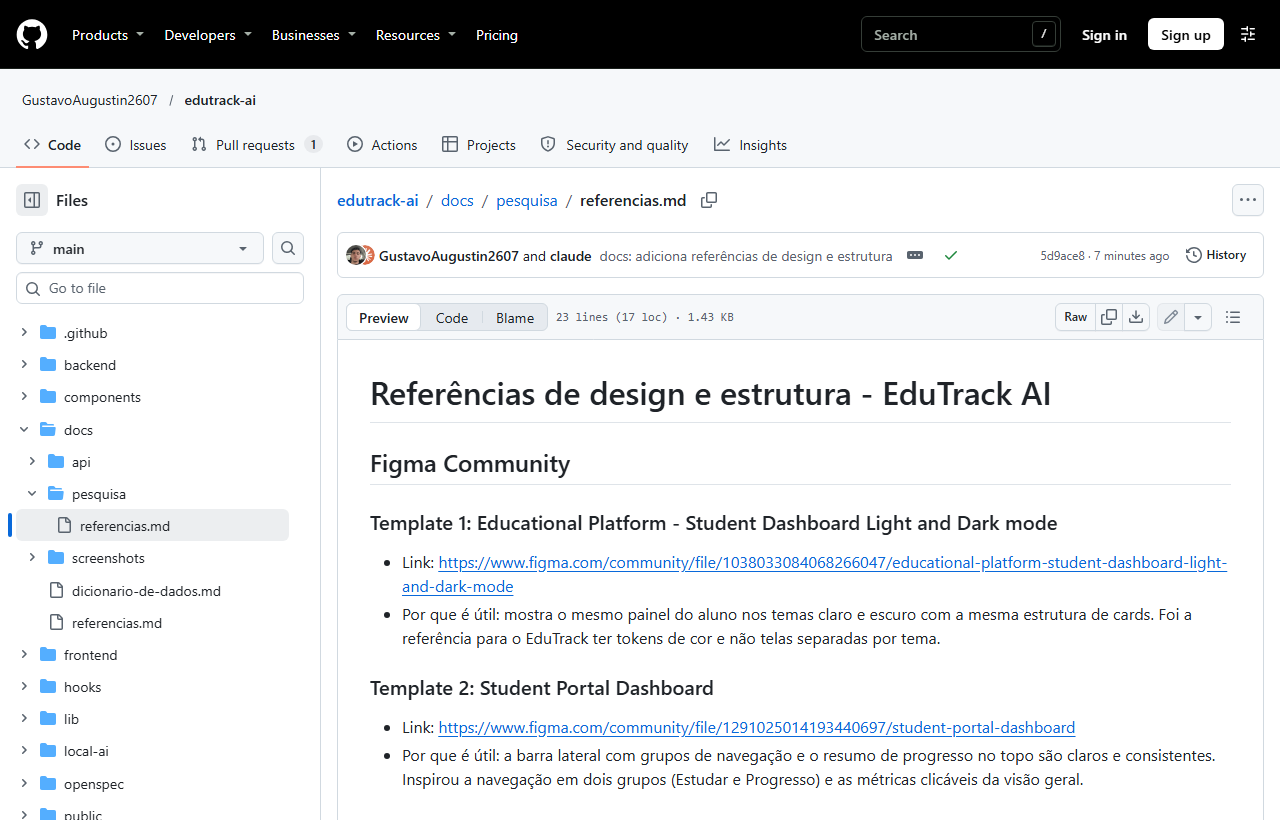 Products Developers Businesses Resources Pricing Search / Sign in Sign up
GustavoAugustin2607 / edutrack-ai
Code Issues Pull requests 1 Actions Projects Security and quality Insights
Files
main
Go to file
.github
backend
components
docs
api
pesquisa
referencias.md
screenshots
dicionario-de-dados.md
referencias.md
frontend
hooks
lib
local-ai
openspec
public
edutrack-ai / docs / pesquisa / referencias.md
GustavoAugustin2607 and claude docs: adiciona referências de design e estrutura 5d9ace8 · 7 minutes ago History
Preview Code Blame 23 lines (17 loc) · 1.43 KB Raw
Referências de design e estrutura - EduTrack AI
Figma Community
Template 1: Educational Platform - Student Dashboard Light and Dark mode
Link: https://www.figma.com/community/file/1038033084068266047/educational-platform-student-dashboard-light-
and-dark-mode
Por que é útil: mostra o mesmo painel do aluno nos temas claro e escuro com a mesma estrutura de cards. Foi a
referência para o EduTrack ter tokens de cor e não telas separadas por tema.
Template 2: Student Portal Dashboard
Link: https://www.figma.com/community/file/1291025014193440697/student-portal-dashboard
Por que é útil: a barra lateral com grupos de navegação e o resumo de progresso no topo são claros e consistentes.
Inspirou a navegação em dois grupos (Estudar e Progresso) e as métricas clicáveis da visão geral.